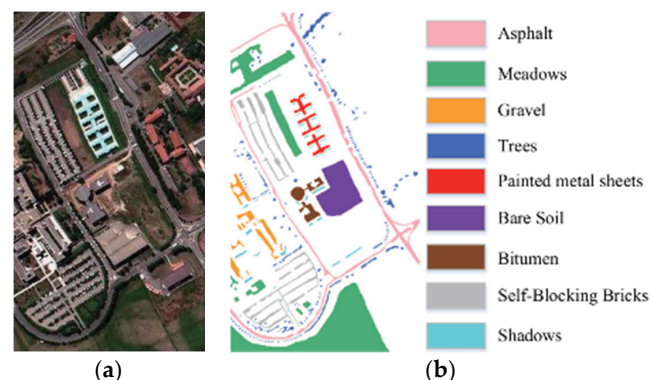 Asphalt
Meadows
Gravel
Trees
Painted metal sheets
Bare Soil
Bitumen
Self-Blocking Bricks
Shadows
(a)
(b)